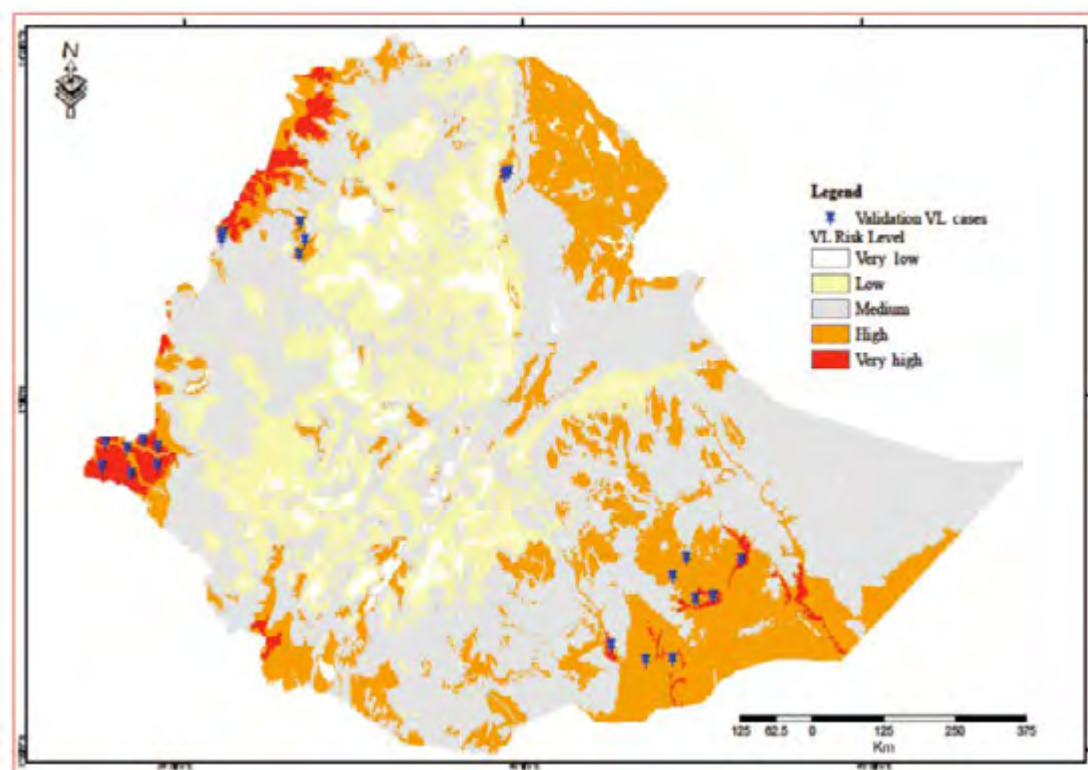 N
Legend
Validation VL cases
VL Risk Level
Very low
Low
Medium
High
Very high
125 62.5 0 125 250 375
Km